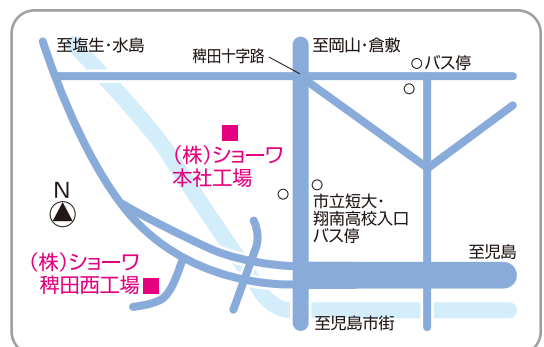 至塩生・水島
至岡山・倉敷
稗田十字路
バス停
(株)ショーワ
本社工場
N
市立短大・
翔南高校入口
バス停
(株)ショーワ
稗田西工場
至児島
至児島市街